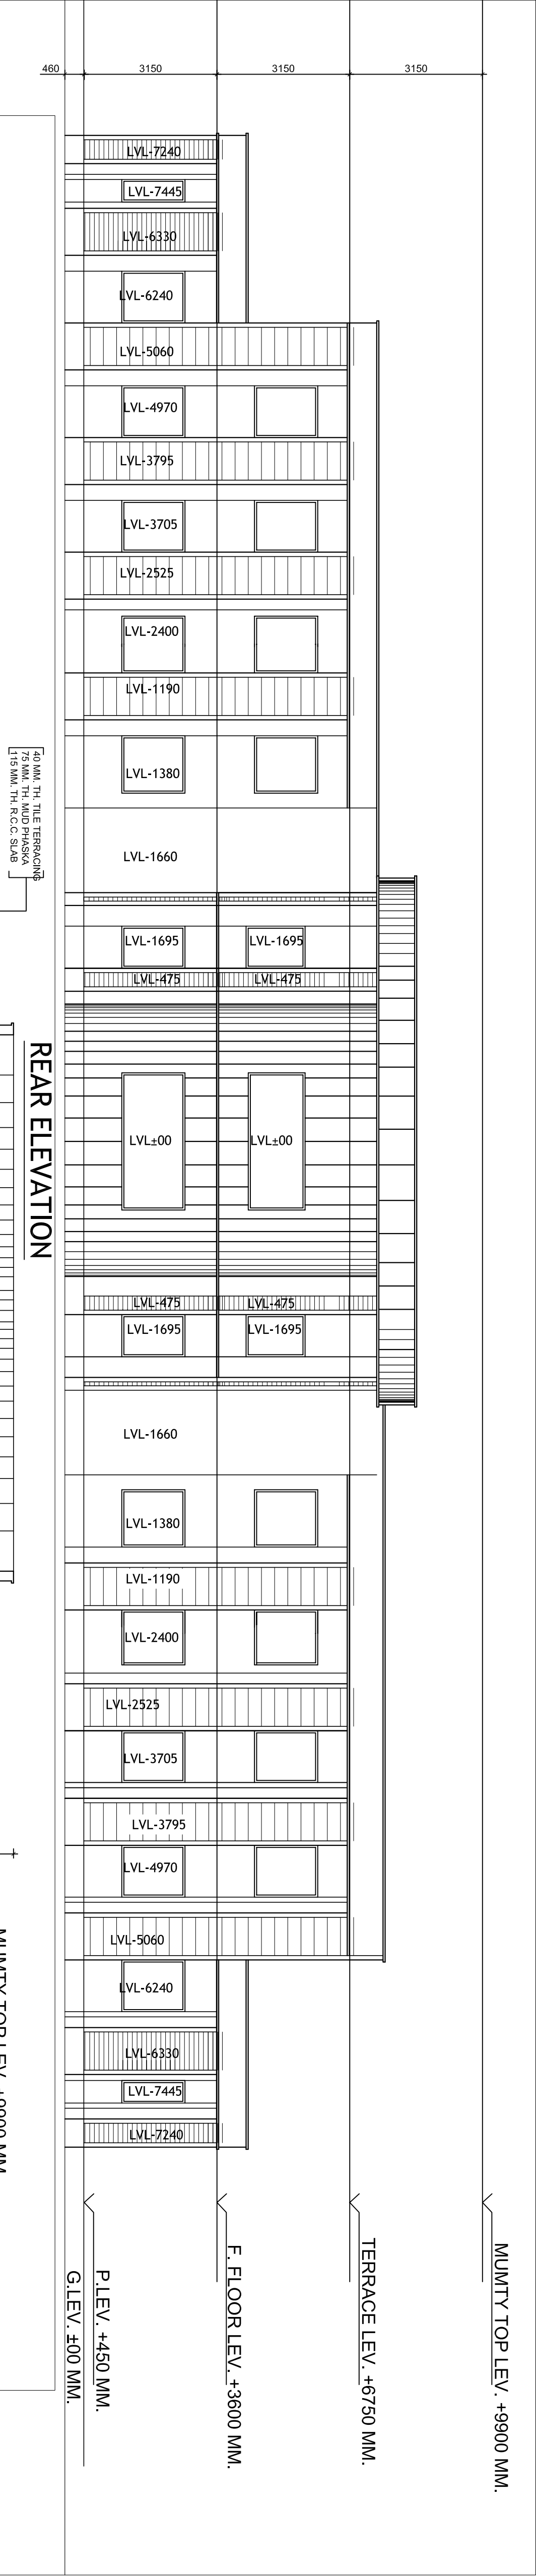 460
3150
3150
3150
LVL-7240
LVL-7445
LVL-6330
LVL-6240
LVL-5060
LVL-4970
LVL-3795
LVL-3705
LVL-2525
LVL-2400
LVL-1190
LVL-1380
LVL-1660
LVL-1695
LVL-1695
LVL-475
LVL-475
LVL±00
LVL±00
LVL-475
LVL-475
LVL-1695
LVL-1695
LVL-1660
LVL-1380
LVL-1190
LVL-2400
LVL-2525
LVL-3705
LVL-3795
LVL-4970
LVL-5060
LVL-6240
LVL-6330
LVL-7445
LVL-7240
MUMTY TOP LEV. +9900 MM.
TERRACE LEV. +6750 MM.
F. FLOOR LEV. +3600 MM.
P.LEV. +450 MM.
G.LEV. ±00 MM.
REAR ELEVATION
40 MM. TH. TILE TERRACING
75 MM. TH. MUD PHASKA
115 MM. TH. R.C.C. SLAB
MUMTY TOP LEV. +9900 MM